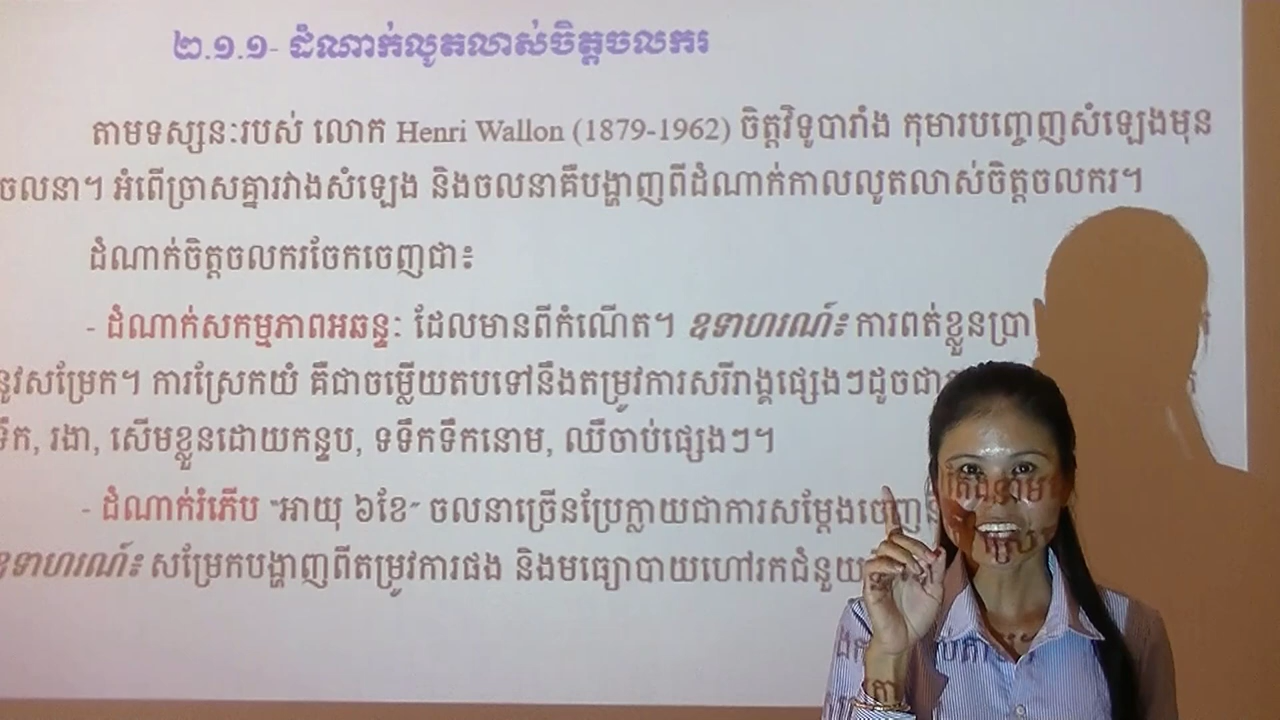 ២.១.១- ដំណាក់លូតលាស់ចិត្តចលករ
តាមទស្សនៈរបស់ លោក Henri Wallon (1879-1962) ចិត្តវិទូបារាំង កុមារបញ្ចេញសំឡេងមុន
ចលនា។ អំពើច្រាសគ្នារវាងសំឡេង និងចលនាគឺបង្ហាញពីដំណាក់កាលលូតលាស់ចិត្តចលករ។
ដំណាក់ចិត្តចលករចែកចេញជា៖
- ដំណាក់សកម្មភាពអឆន្ទៈ ដែលមានពីកំណើត។ ឧទាហរណ៍៖ ការពត់ខ្លួនប្រា
នូវសម្រែក។ ការស្រែកយំ គឺជាចម្លើយតបទៅនឹងតម្រូវការសរីរាង្គផ្សេងៗដូចជា
ទឹក, រងា, សើមខ្លួនដោយកន្ទប, ទទឹកទឹកនោម, ឈឺចាប់ផ្សេងៗ។
- ដំណាក់រំភើប “អាយុ ៦ខែ” ចលនាច្រើនប្រែក្លាយជាការសម្តែងចេញ
ឧទាហរណ៍៖ សម្រែកបង្ហាញពីតម្រូវការផង និងមធ្យោបាយហៅរកជំនួយ